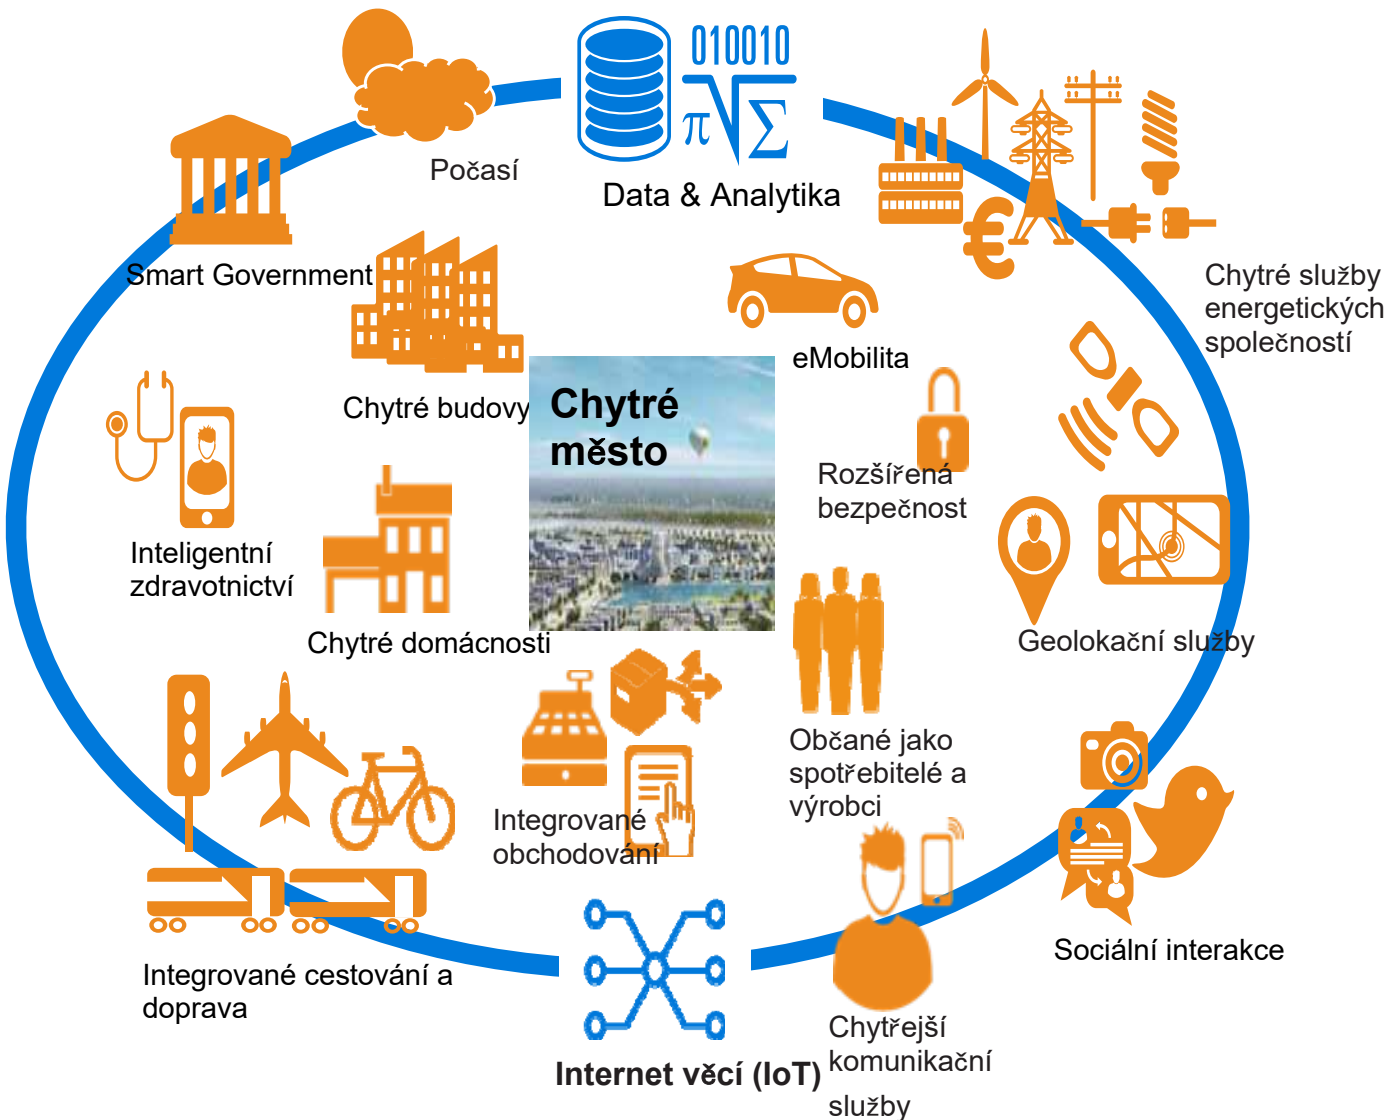 010010
π√Σ
Počasí
Data & Analytika
Smart Government
Chytré služby
energetických
společností
€
eMobilita
Chytré budovy
Chytré
město
Rozšířená
bezpečnost
Inteligentní
zdravotnictví
Chytré domácnosti
Geolokační služby
Občané jako
spotřebitelé a
výrobci
Integrované
obchodování
Integrované cestování a
doprava
Sociální interakce
Internet věcí (IoT)
Chytřejší
komunikační
služby